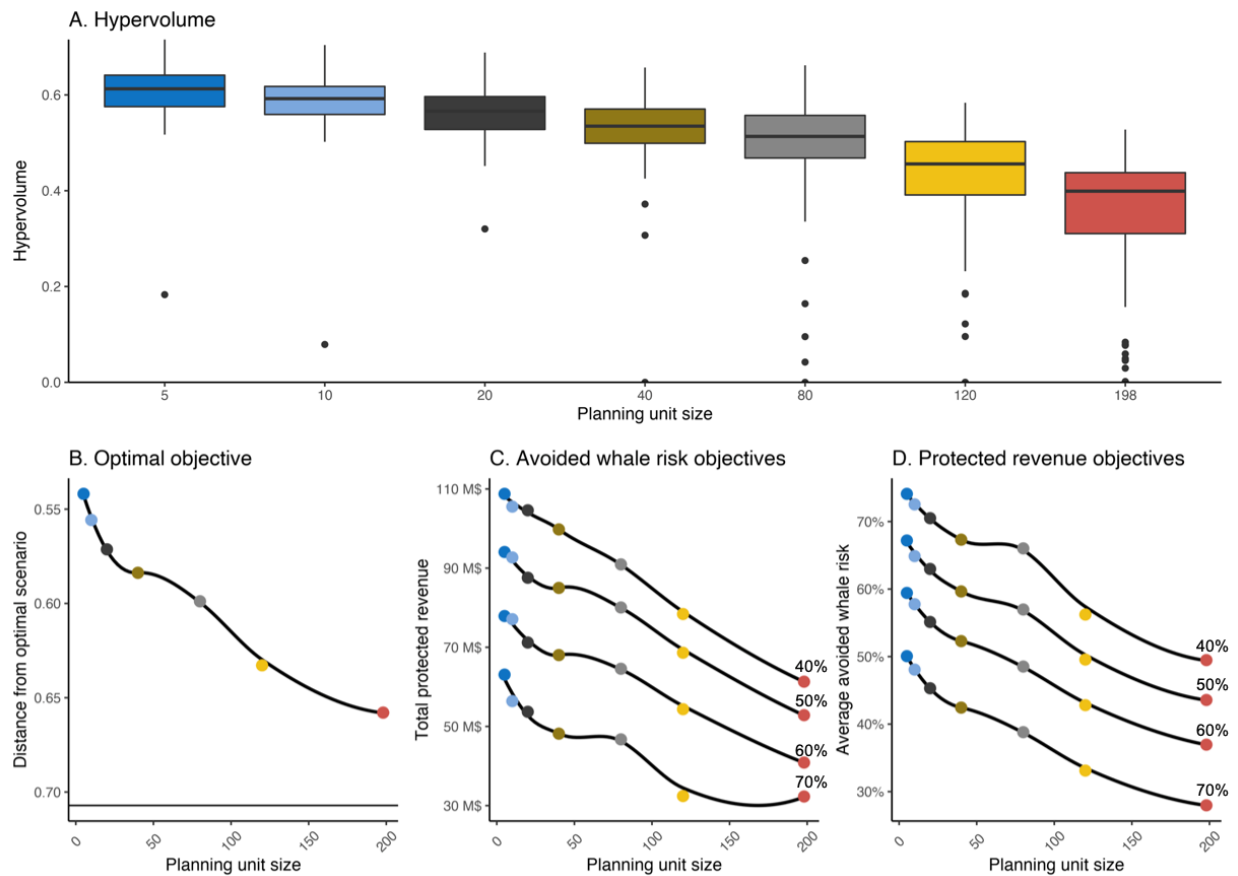 A. Hypervolume
Hypervolume
0.6
0.4
0.2
0.0
5 10 20 40 80 120 198
Planning unit size
B. Optimal objective
Distance from optimal scenario
0.55
0.60
0.65
0.70
0 50 100 150 200
Planning unit size
C. Avoided whale risk objectives
Total protected revenue
110 M$
90 M$
70 M$
50 M$
30 M$
40%
50%
60%
70%
0 50 100 150 200
Planning unit size
D. Protected revenue objectives
Average avoided whale risk
70%
60%
50%
40%
30%
40%
50%
60%
70%
0 50 100 150 200
Planning unit size